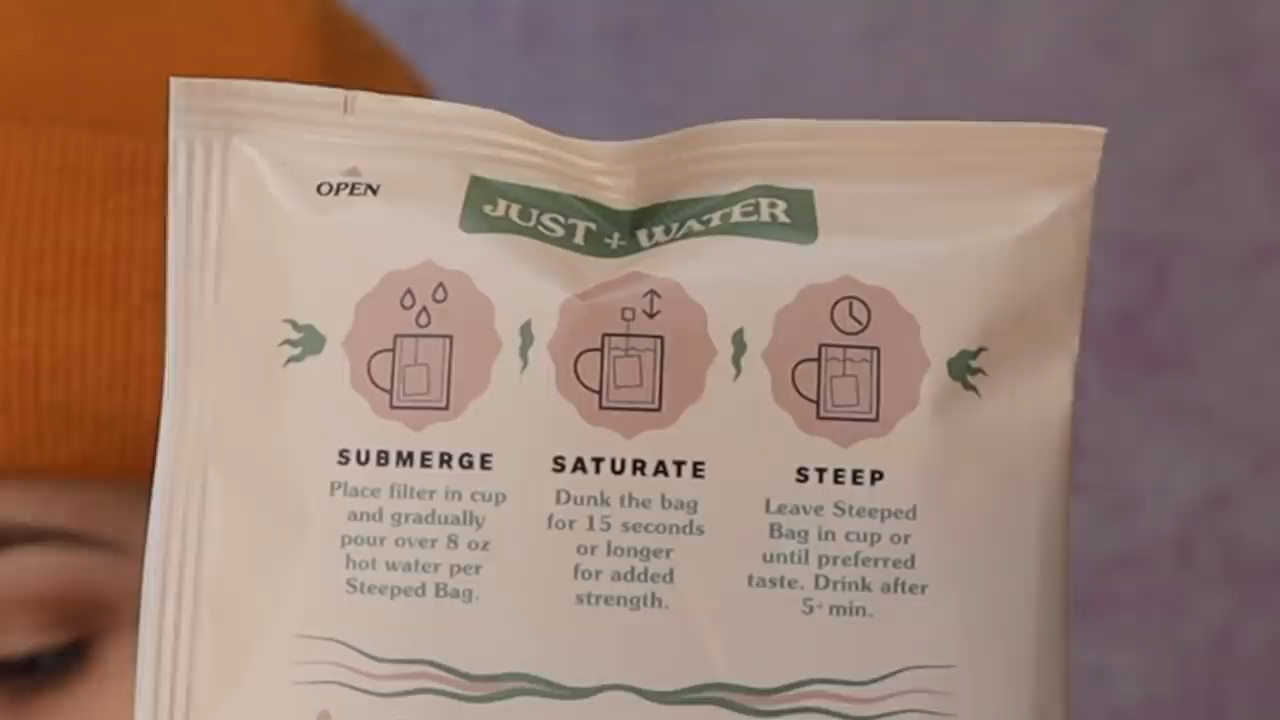 OPEN
JUST + WATER
SUBMERGE
Place filter in cup
and gradually
pour over 8 oz
hot water per
Steeped Bag.
SATURATE
Dunk the bag
for 15 seconds
or longer
for added
strength.
STEEP
Leave Steeped
Bag in cup or
until preferred
taste. Drink after
5+ min.